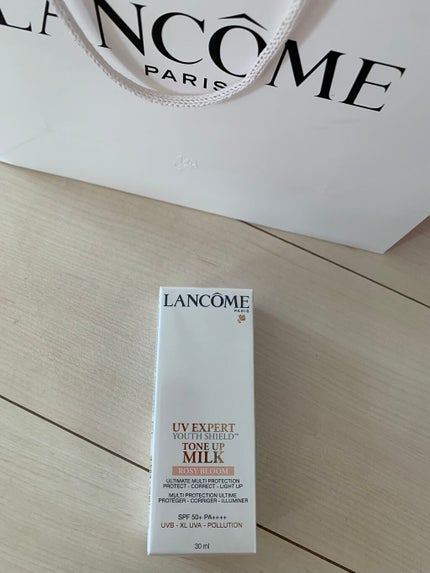 LANCÔME
PARIS
LANCÔME
PARIS
UV EXPERT
YOUTH SHIELD™
TONE UP
MILK
ROSY BLOOM
ULTIMATE MULTI PROTECTION
PROTECT - CORRECT - LIGHT UP
MULTI PROTECTION ULTIME
PROTÉGER - CORRIGER - ILLUMINER
SPF 50+ PA++++
UVB - XL UVA - POLLUTION
30 ml